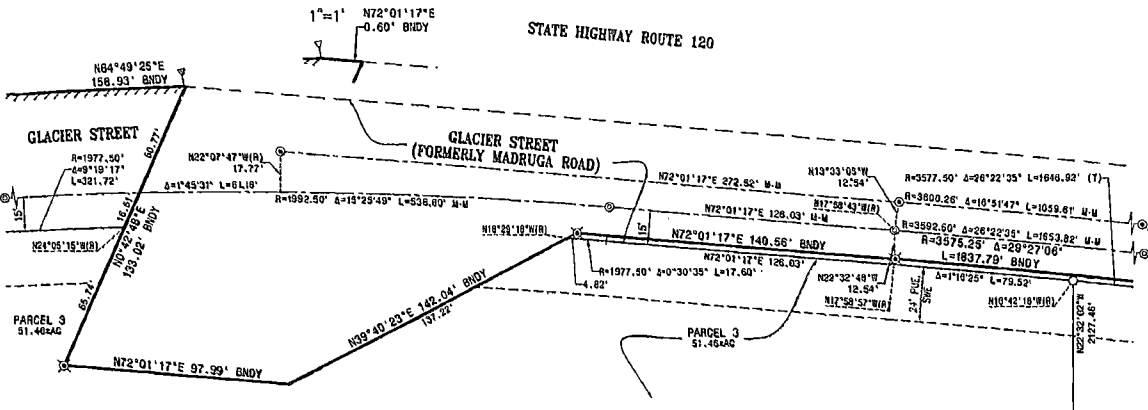 1"=1'
N72°01'17"E
0.60' BNDY
STATE HIGHWAY ROUTE 120
N64°49'25"E
158.93' BNDY
GLACIER STREET
R=1977.50'
Δ=9°19'17"
L=321.72'
60.77'
N22°07'47"W(R)
17.77'
GLACIER STREET
(FORMERLY MADRUGA ROAD)
N72°01'17"E 272.52' M-M
N13°33'03"W
12.54'
R=3577.50' Δ=26°22'35" L=1646.92' (T)
R=3600.26' Δ=16°51'47" L=1059.61' M-M
Δ=1°45'31" L=61.16'
R=1992.50' Δ=15°25'49" L=536.60' M-M
N17°58'43"W(R)
N72°01'17"E 126.03' M-M
R=3592.60' Δ=26°22'35" L=1653.82' M-M
15'
16.51'
N0°42'48"E
133.02' BNDY
N24°05'15"W(R)
N18°29'18"W(R)
15'
N72°01'17"E 140.56' BNDY
N72°01'17"E 126.03'
R=3575.25' Δ=29°27'06"
L=1837.79' BNDY
R=1977.50' Δ=0°30'35" L=17.60'
4.82'
N22°32'48"W
12.54'
N17°58'57"W(R)
Δ=1°16'25" L=79.52'
24' PUE
SWE
N16°42'18"W(R)
65.74'
N39°40'23"E 142.04' BNDY
137.22'
PARCEL 3
51.46±AC
PARCEL 3
51.46±AC
N22°32'02"W
2127.46'
N72°01'17"E 97.99' BNDY